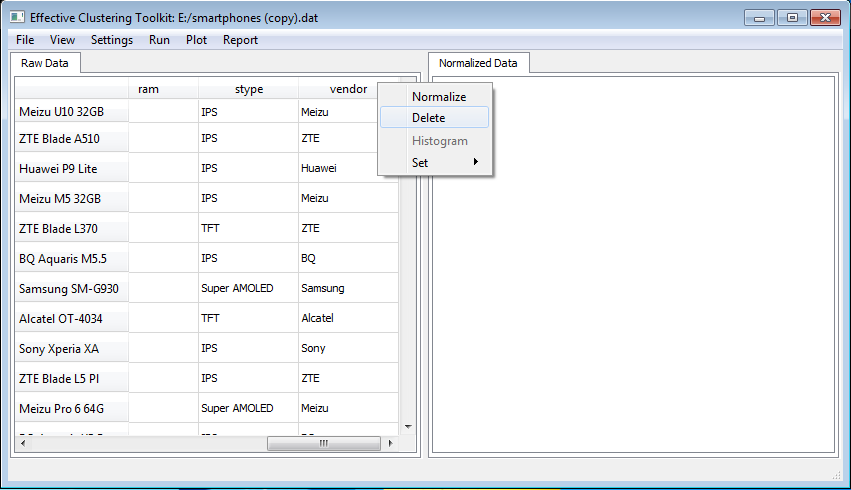 Effective Clustering Toolkit: E:/smartphones (copy).dat
File View Settings Run Plot Report
Raw Data
Normalized Data
ram stype vendor
Meizu U10 32GB IPS Meizu
ZTE Blade A510 IPS ZTE
Huawei P9 Lite IPS Huawei
Meizu M5 32GB IPS Meizu
ZTE Blade L370 TFT ZTE
BQ Aquaris M5.5 IPS BQ
Samsung SM-G930 Super AMOLED Samsung
Alcatel OT-4034 TFT Alcatel
Sony Xperia XA IPS Sony
ZTE Blade L5 PI IPS ZTE
Meizu Pro 6 64G Super AMOLED Meizu
Normalize
Delete
Histogram
Set